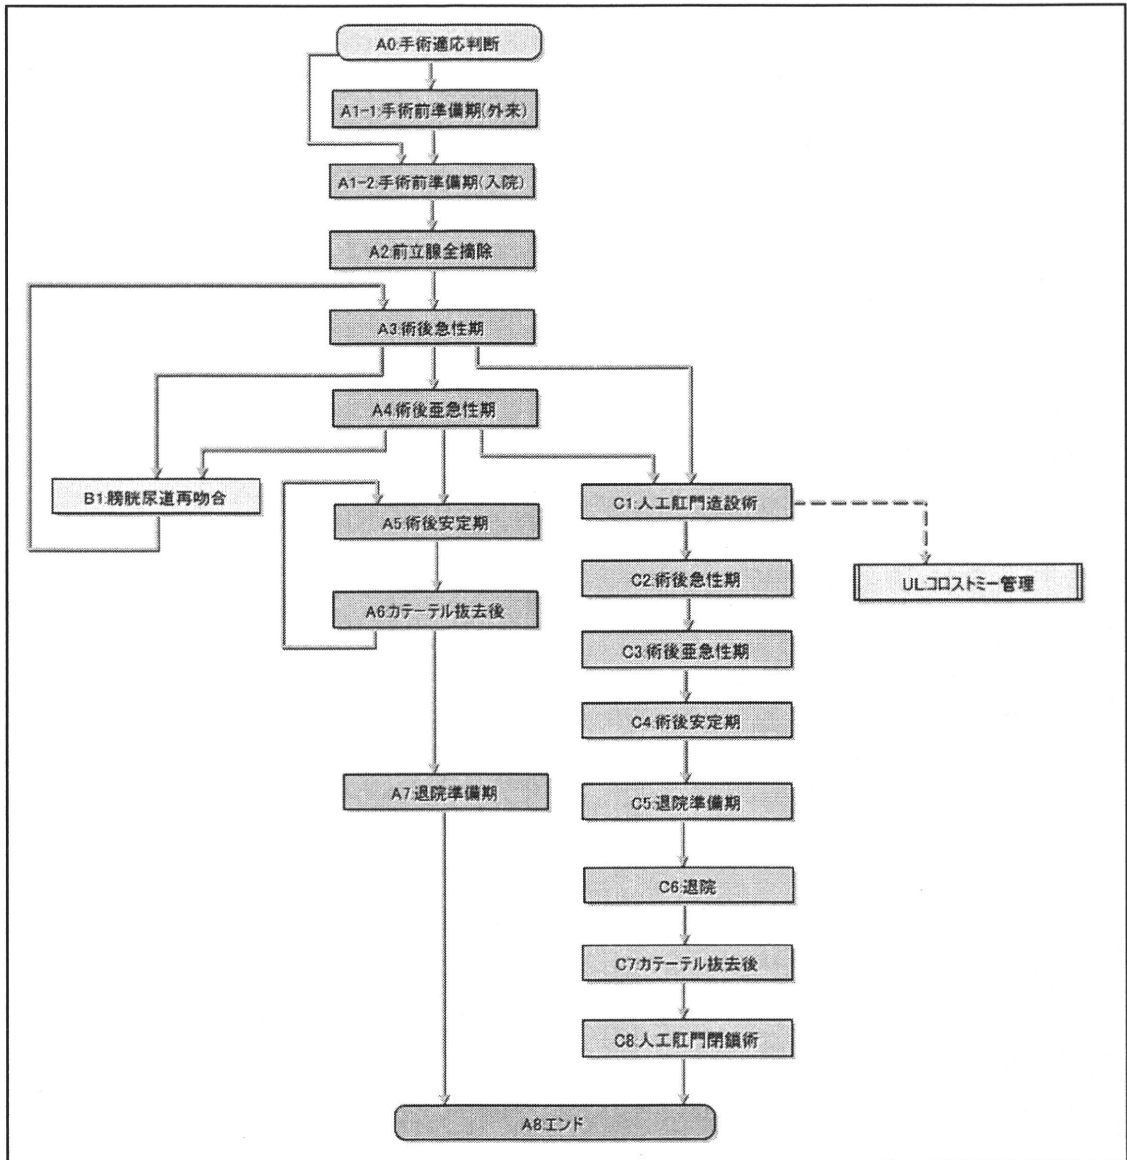 A0.手術適応判断
A1-1.手術前準備期(外来)
A1-2.手術前準備期(入院)
A2.前立腺全摘除
A3.術後急性期
A4.術後亜急性期
B1.膀胱尿道再吻合
C1.人工肛門造設術
A5.術後安定期
C2.術後急性期
UL.コロストミー管理
A6.カテーテル抜去後
C3.術後亜急性期
C4.術後安定期
A7.退院準備期
C5.退院準備期
C6.退院
C7.カテーテル抜去後
C8.人工肛門閉鎖術
A8.エンド